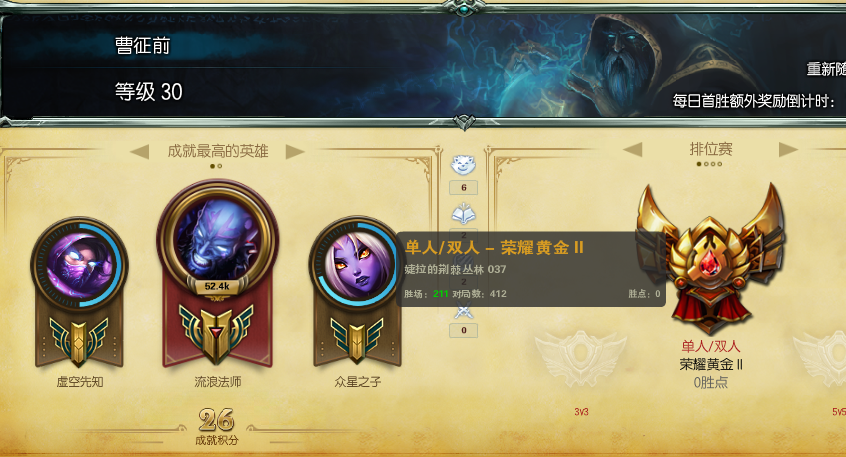 曹征前
等级 30
重新随
每日首胜额外奖励倒计时：
成就最高的英雄
排位赛
6
单人/双人 - 荣耀黄金 II
婕拉的荆棘丛林 037
胜场：211 对局数：412
胜点：0
52.4k
2
2
0
虚空先知
流浪法师
众星之子
单人/双人
荣耀黄金 II
0胜点
26
成就积分
3v3
5v5